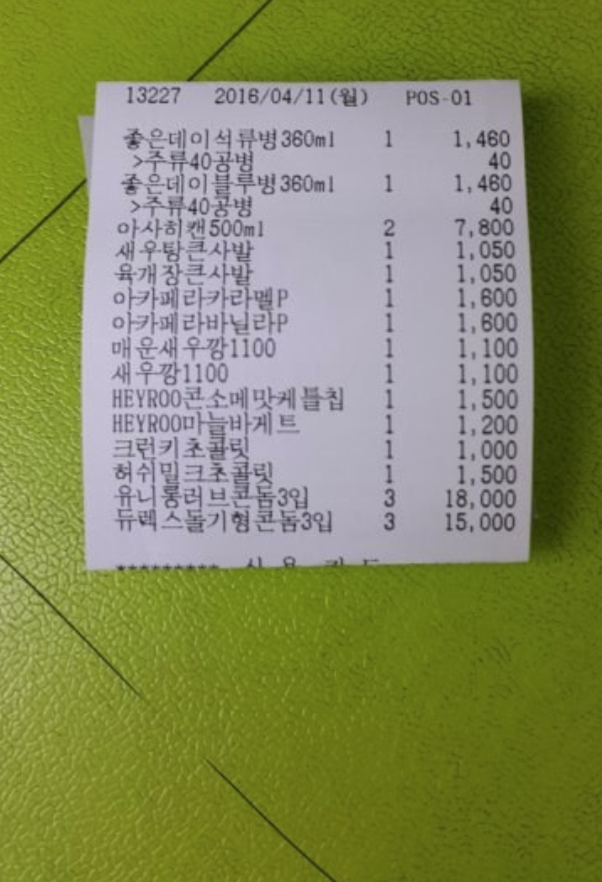 13227 2016/04/11(월) POS-01
좋은데이석류병360ml 1 1,460
>주류40공병 40
좋은데이블루병360ml 1 1,460
>주류40공병 40
아사히캔500ml 2 7,800
새우탕큰사발 1 1,050
육개장큰사발 1 1,050
아카페라카라멜P 1 1,600
아카페라바닐라P 1 1,600
매운새우깡1100 1 1,100
새우깡1100 1 1,100
HEYROO콘소메맛케틀칩 1 1,500
HEYROO마늘바게트 1 1,200
크런키초콜릿 1 1,000
허쉬밀크초콜릿 1 1,500
유니롱러브콘돔3입 3 18,000
듀렉스돌기형콘돔3입 3 15,000
*********